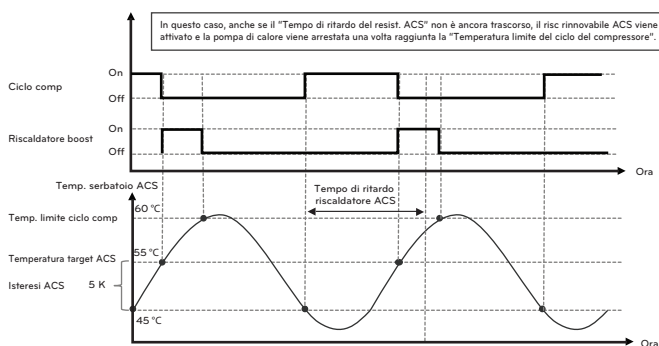 In questo caso, anche se il "Tempo di ritardo del resist. ACS" non è ancora trascorso, il risc rinnovabile ACS viene
attivato e la pompa di calore viene arrestata una volta raggiunta la "Temperatura limite del ciclo del compressore".
On
Ciclo comp
Off
On
Riscaldatore boost
Off
Ora
Temp. serbatoio ACS
Tempo di ritardo
riscaldatore ACS
60 °C
Temp. limite ciclo comp
55 °C
Temperatura target ACS
Isteresi ACS 5 K
45 °C
Ora